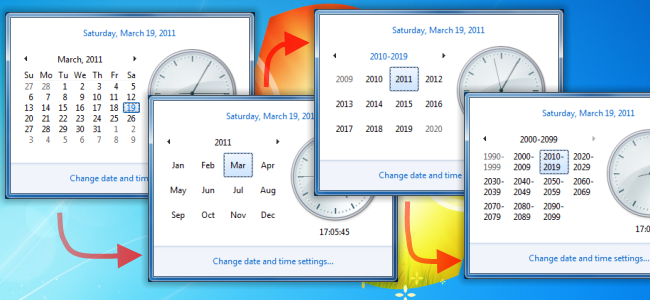 Saturday, March 19, 2011
March, 2011
Su Mo Tu We Th Fr Sa
27 28 1 2 3 4 5
6 7 8 9 10 11 12
13 14 15 16 17 18 19
20 21 22 23 24 25 26
27 28 29 30 31 1 2
3 4 5 6 7 8 9
Change date and time
Saturday, March 19, 2011
2011
Jan Feb Mar Apr
May Jun Jul Aug
Sep Oct Nov Dec
17:05:45
Change date and time settings...
Saturday, March 19, 2011
2010-2019
2009 2010 2011 2012
2013 2014 2015 2016
2017 2018 2019 2020
Change date and time
Saturday, March 19, 2011
2000-2099
1990- 2000- 2010- 2020-
1999 2009 2019 2029
2030- 2040- 2050- 2060-
2039 2049 2059 2069
2070- 2080- 2090-
2079 2089 2099
17:0
Change date and time settings...